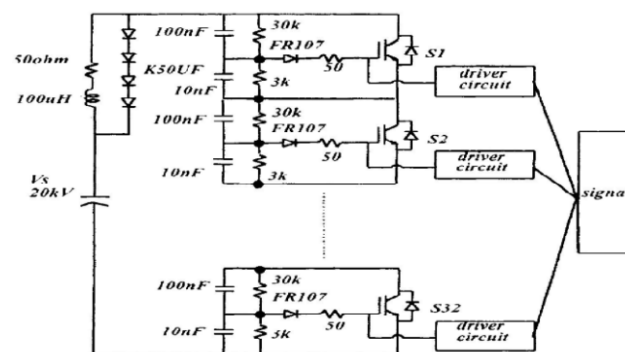 100nF
30k
FR107
S1
50ohm
K50UF
50
driver
circuit
100uH
10nF
3k
100nF
30k
FR107
S2
Vs
20kV
10nF
3k
50
driver
circuit
signa
100nF
30k
FR107
S32
10nF
5k
50
driver
circuit